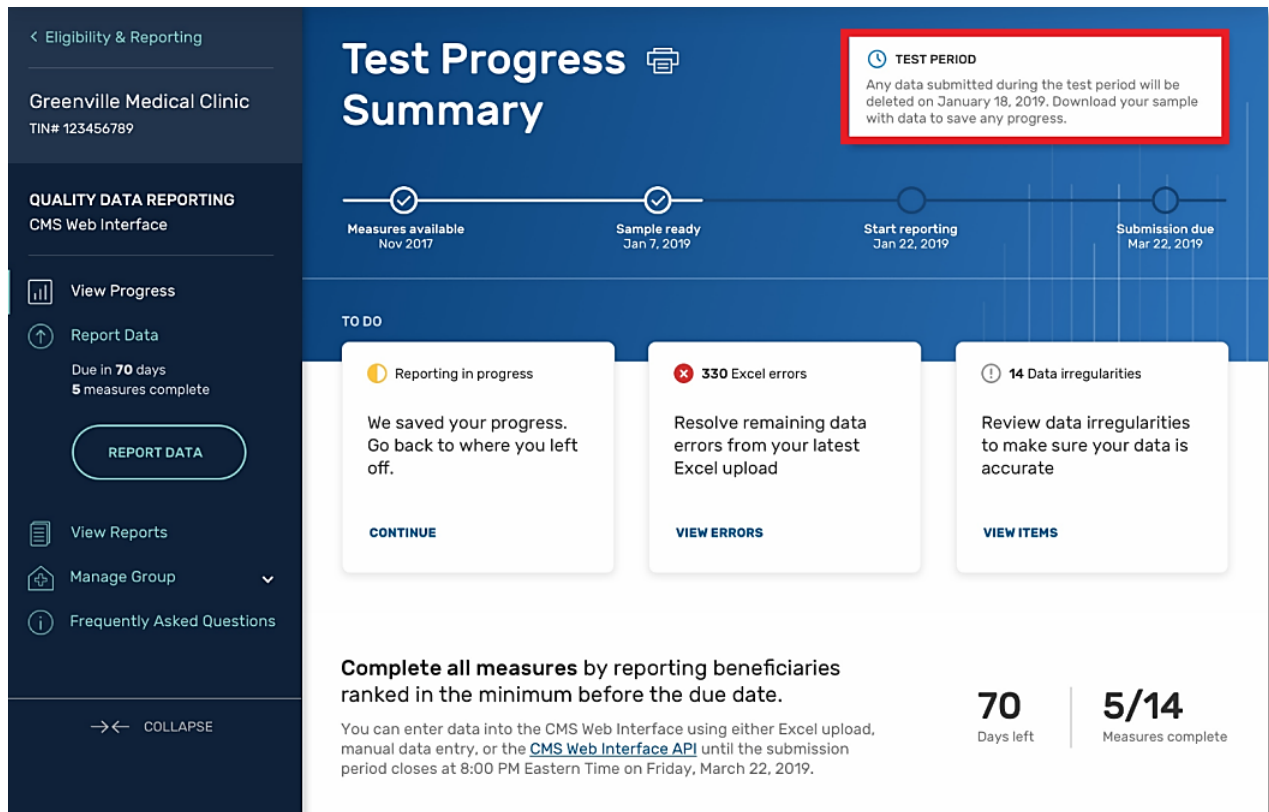 < Eligibility & Reporting
Greenville Medical Clinic
TIN# 123456789
QUALITY DATA REPORTING
CMS Web Interface
View Progress
Report Data
Due in 70 days
5 measures complete
REPORT DATA
View Reports
Manage Group
Frequently Asked Questions
COLLAPSE
Test Progress
Summary
TEST PERIOD
Any data submitted during the test period will be
deleted on January 18, 2019. Download your sample
with data to save any progress.
Measures available
Nov 2017
Sample ready
Jan 7, 2019
Start reporting
Jan 22, 2019
Submission due
Mar 22, 2019
TO DO
Reporting in progress
We saved your progress.
Go back to where you left
off.
CONTINUE
330 Excel errors
Resolve remaining data
errors from your latest
Excel upload
VIEW ERRORS
14 Data irregularities
Review data irregularities
to make sure your data is
accurate
VIEW ITEMS
Complete all measures by reporting beneficiaries
ranked in the minimum before the due date.
You can enter data into the CMS Web Interface using either Excel upload,
manual data entry, or the CMS Web Interface API until the submission
period closes at 8:00 PM Eastern Time on Friday, March 22, 2019.
70
Days left
5/14
Measures complete